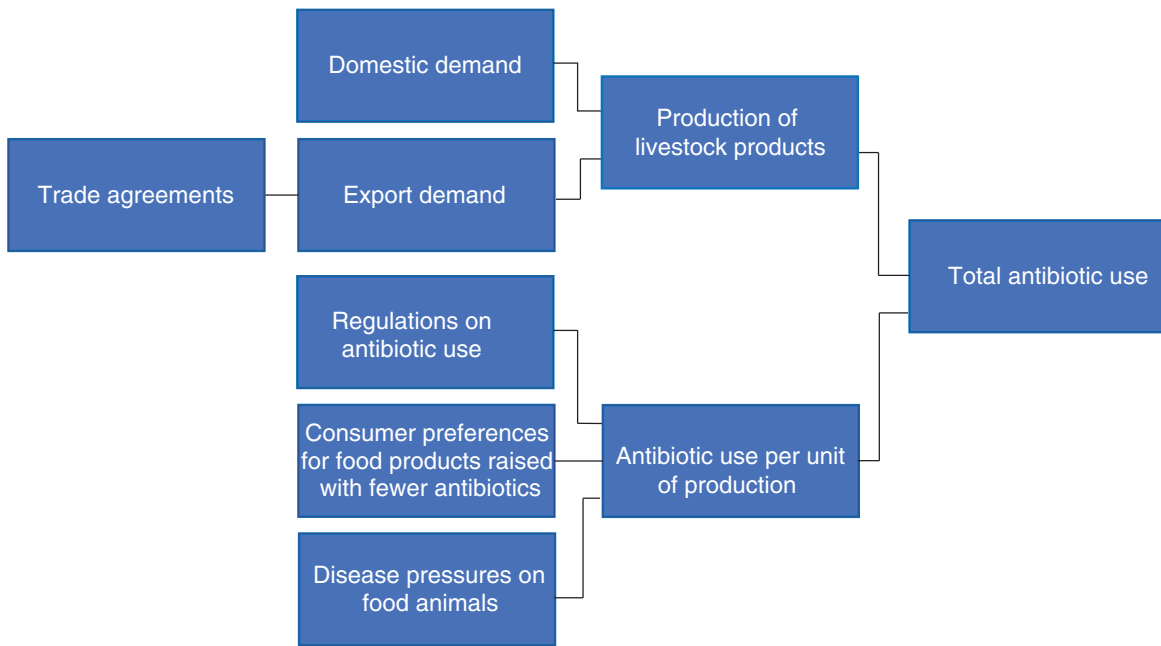 Domestic demand
Production of
livestock products
Trade agreements
Export demand
Total antibiotic use
Regulations on
antibiotic use
Consumer preferences
for food products raised
with fewer antibiotics
Antibiotic use per unit
of production
Disease pressures on
food animals